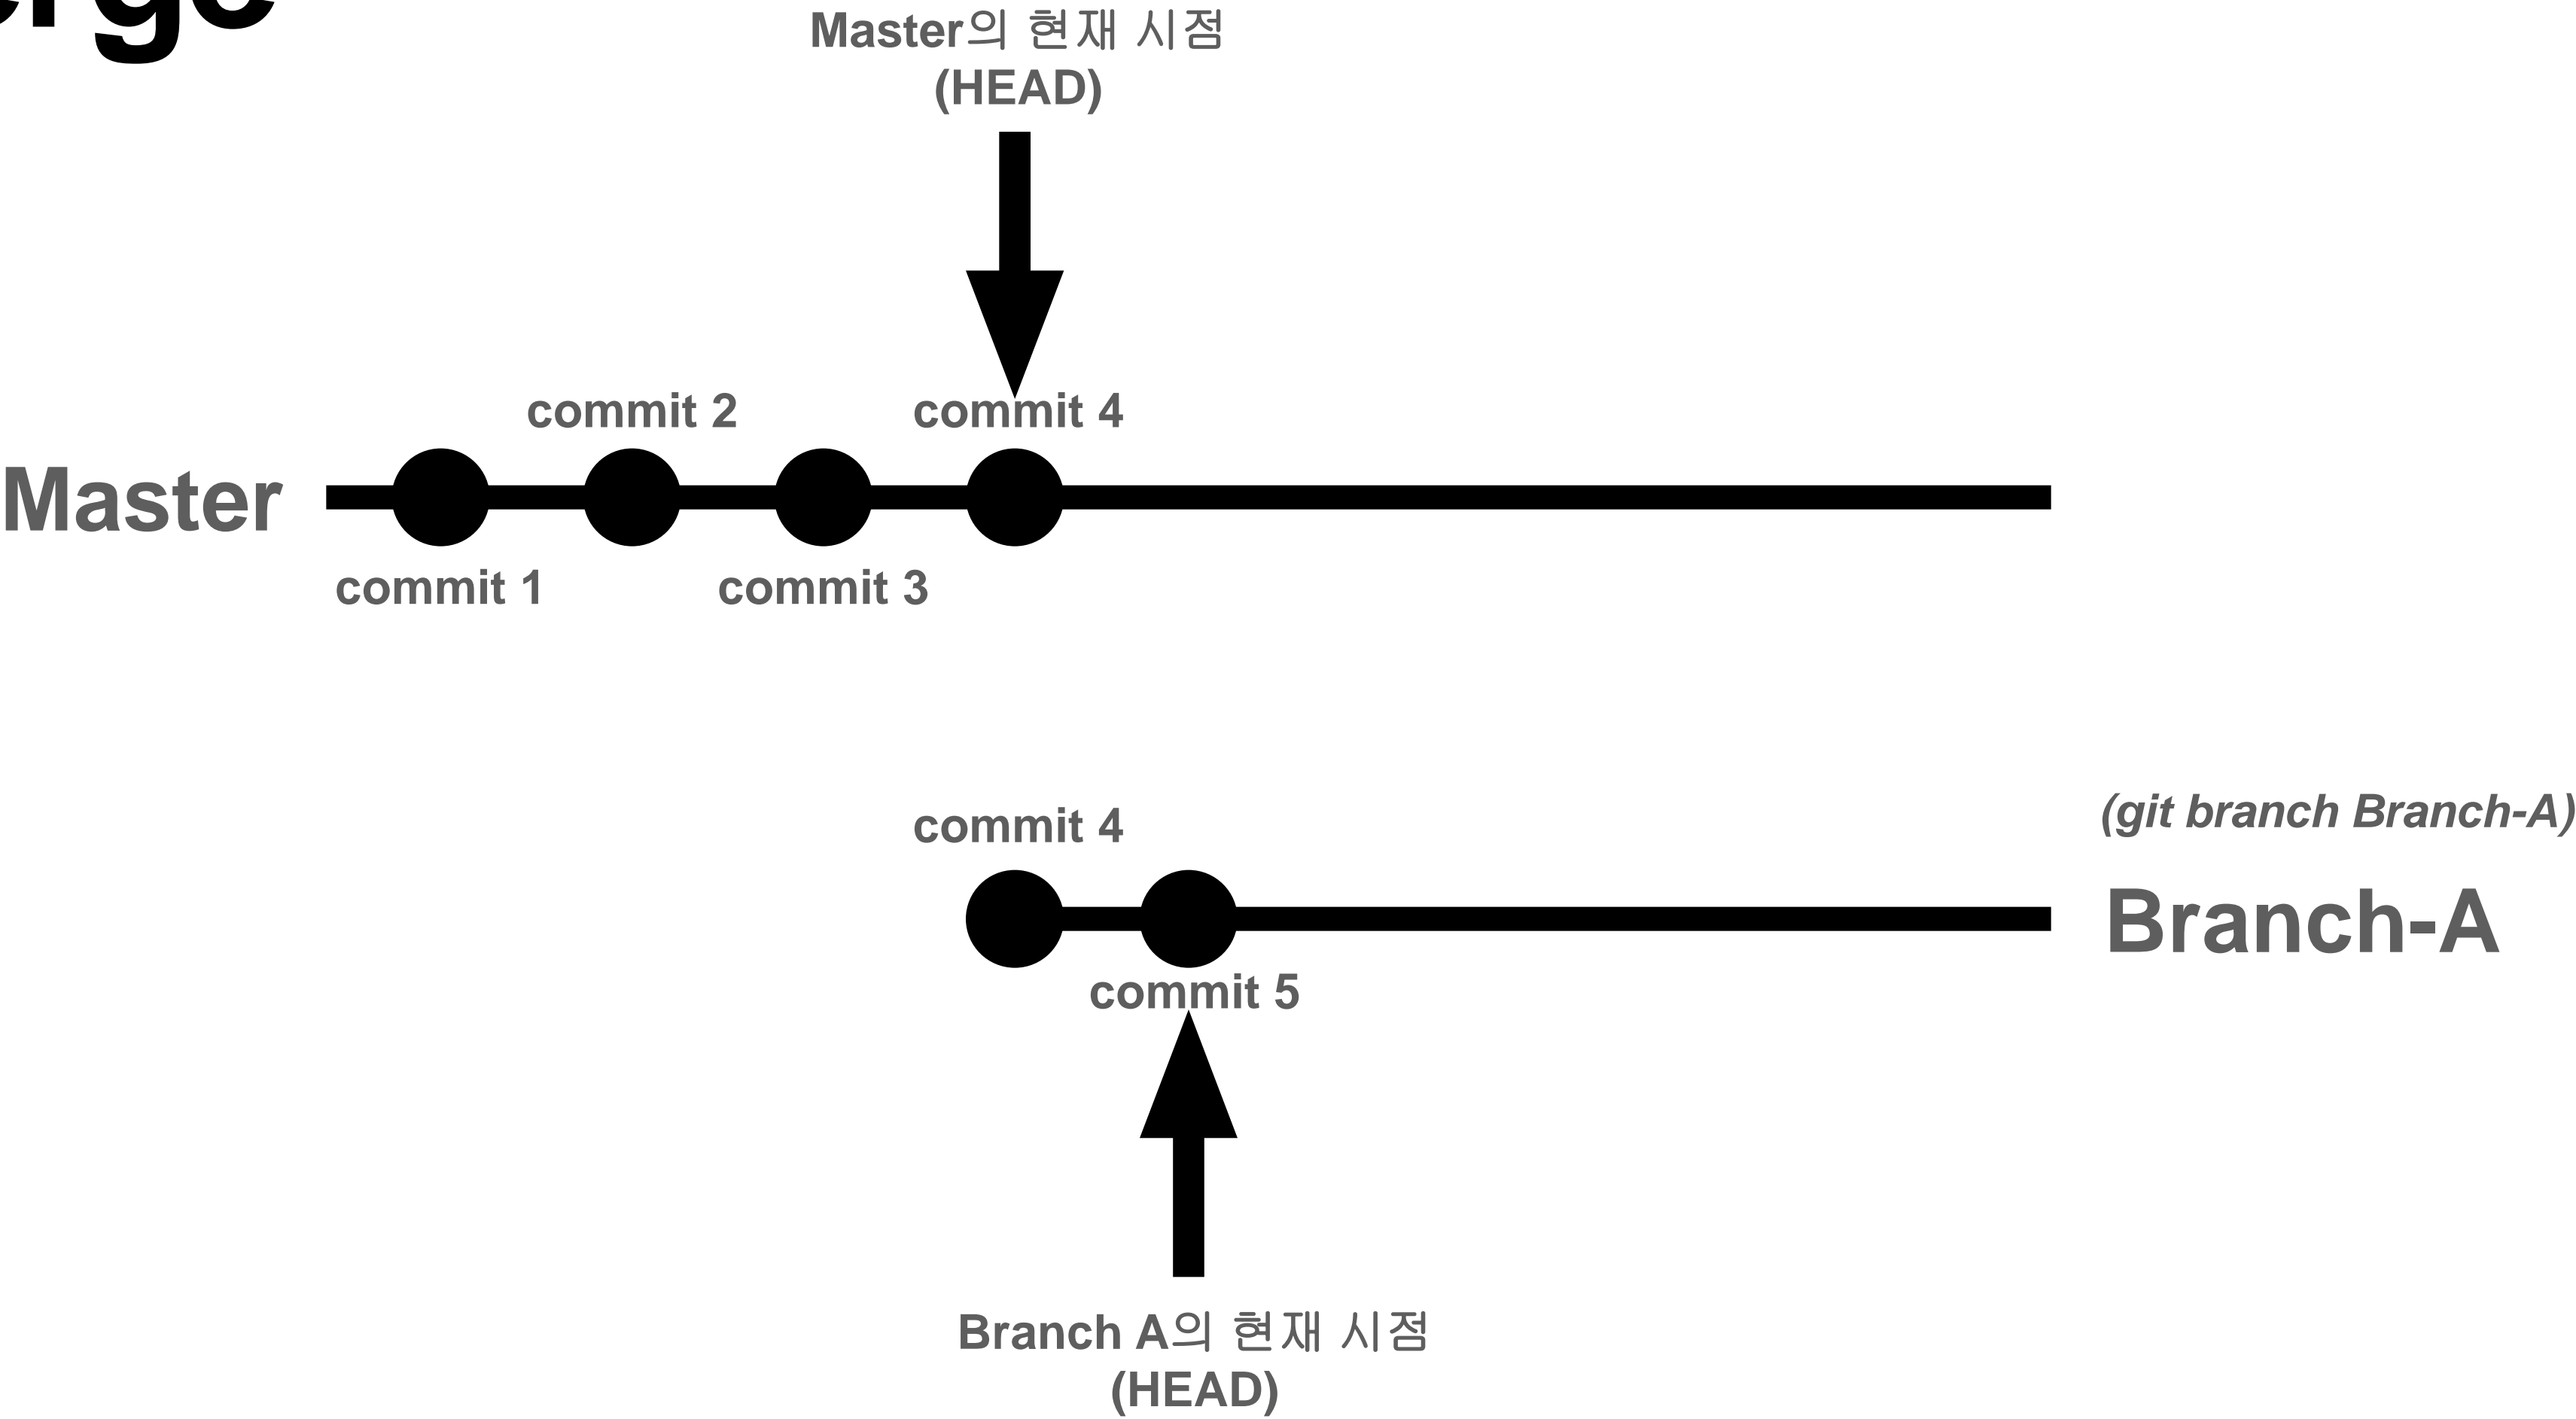 Master의 현재 시점
(HEAD)
commit 2
commit 4
Master
commit 1
commit 3
(git branch Branch-A)
commit 4
Branch-A
commit 5
Branch A의 현재 시점
(HEAD)